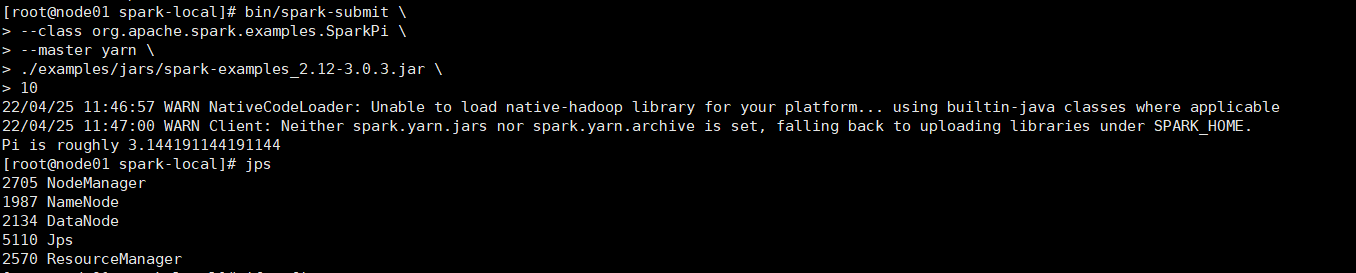 [root@node01 spark-local]# bin/spark-submit \
> --class org.apache.spark.examples.SparkPi \
> --master yarn \
> ./examples/jars/spark-examples_2.12-3.0.3.jar \
> 10
22/04/25 11:46:57 WARN NativeCodeLoader: Unable to load native-hadoop library for your platform... using builtin-java classes where applicable
22/04/25 11:47:00 WARN Client: Neither spark.yarn.jars nor spark.yarn.archive is set, falling back to uploading libraries under SPARK_HOME.
Pi is roughly 3.144191144191144
[root@node01 spark-local]# jps
2705 NodeManager
1987 NameNode
2134 DataNode
5110 Jps
2570 ResourceManager